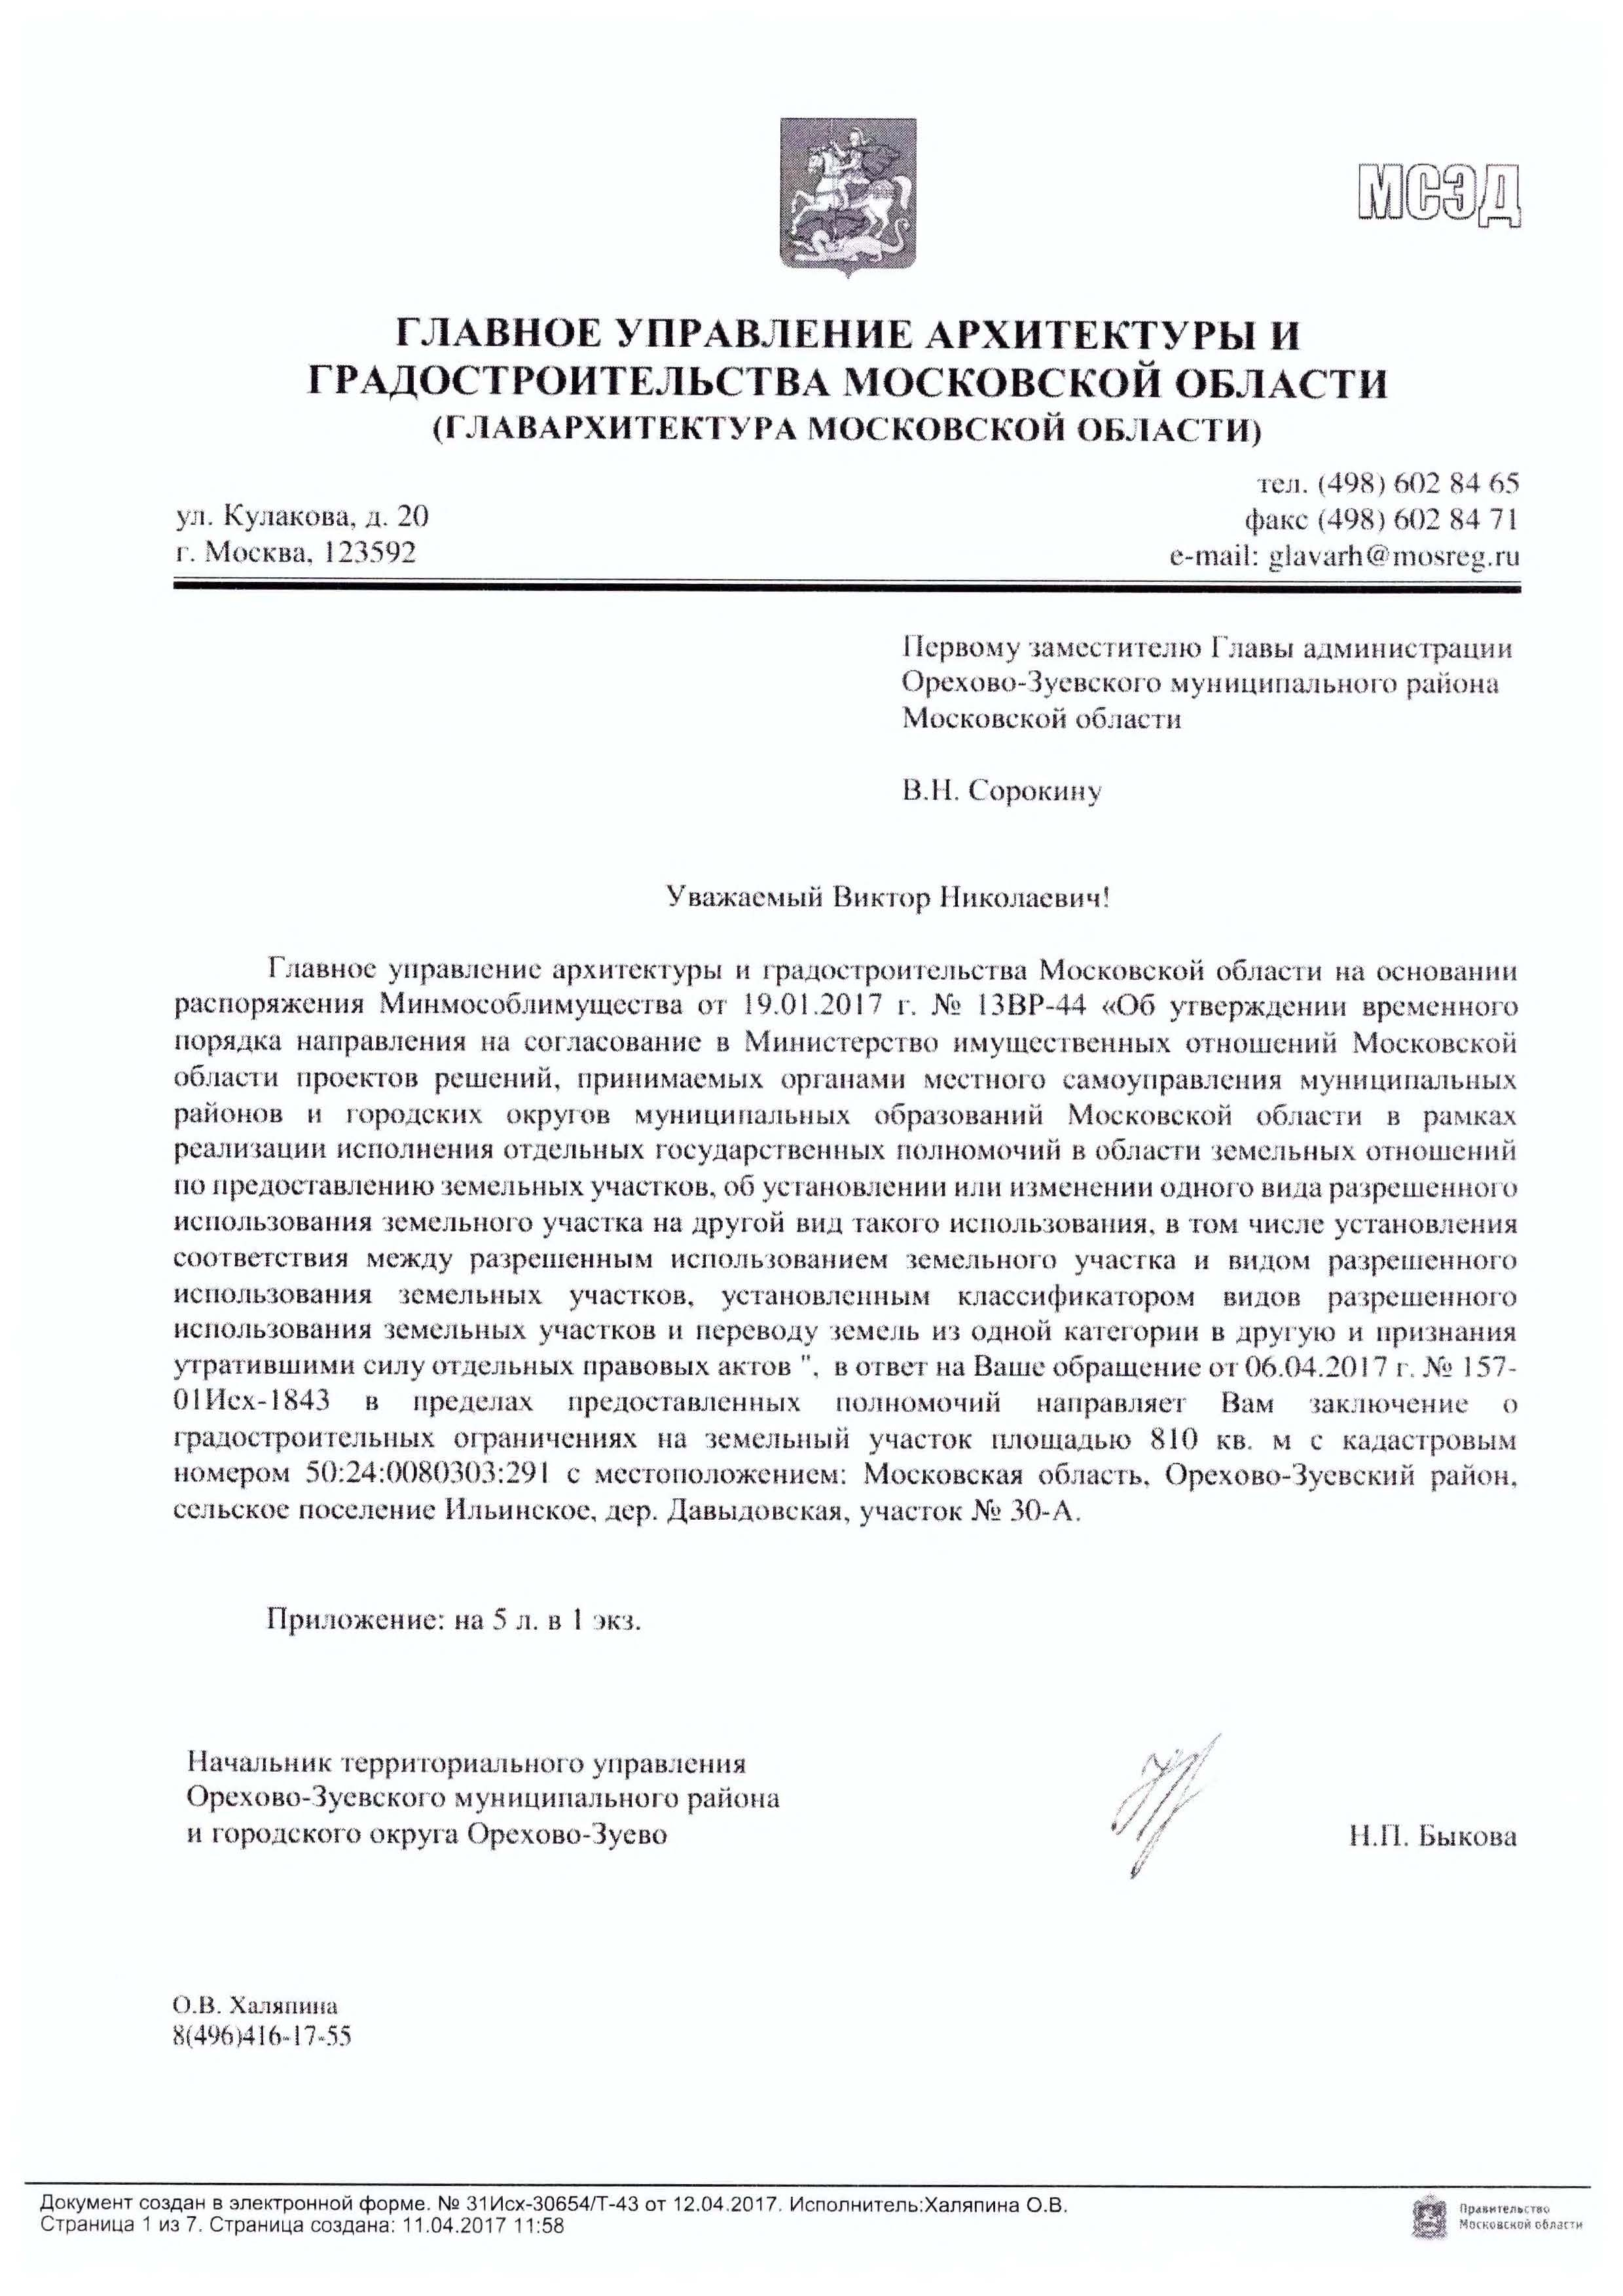 МСЭД
ГЛАВНОЕ УПРАВЛЕНИЕ АРХИТЕКТУРЫ И
ГРАДОСТРОИТЕЛЬСТВА МОСКОВСКОЙ ОБЛАСТИ
(ГЛАВАРХИТЕКТУРА МОСКОВСКОЙ ОБЛАСТИ)
тел. (498) 602 84 65
ул. Кулакова, д. 20
факс (498) 602 84 71
г. Москва, 123592
e-mail: glavarh@mosreg.ru
Первому заместителю Главы администрации
Орехово-Зуевского муниципального района
Московской области
В.Н. Сорокину
Уважаемый Виктор Николаевич!
Главное управление архитектуры и градостроительства Московской области на основании
распоряжения Минмособлимущества от 19.01.2017 г. № 13ВР-44 «Об утверждении временного
порядка направления на согласование в Министерство имущественных отношений Московской
области проектов решений, принимаемых органами местного самоуправления муниципальных
районов и городских округов муниципальных образований Московской области в рамках
реализации исполнения отдельных государственных полномочий в области земельных отношений
по предоставлению земельных участков, об установлении или изменении одного вида разрешенного
использования земельного участка на другой вид такого использования, в том числе установления
соответствия между разрешенным использованием земельного участка и видом разрешенного
использования земельных участков, установленным классификатором видов разрешенного
использования земельных участков и переводу земель из одной категории в другую и признания
утратившими силу отдельных правовых актов ", в ответ на Ваше обращение от 06.04.2017 г. № 157-
01Исх-1843 в пределах предоставленных полномочий направляет Вам заключение о
градостроительных ограничениях на земельный участок площадью 810 кв. м с кадастровым
номером 50:24:0080303:291 с местоположением: Московская область, Орехово-Зуевский район,
сельское поселение Ильинское, дер. Давыдовская, участок № 30-А.
Приложение: на 5 л. в 1 экз.
Начальник территориального управления
Орехово-Зуевского муниципального района
и городского округа Орехово-Зуево
Н.П. Быкова
О.В. Халяпина
8(496)416-17-55
Документ создан в электронной форме. № 31Исх-30654/Т-43 от 12.04.2017. Исполнитель:Халяпина О.В.
Страница 1 из 7. Страница создана: 11.04.2017 11:58
Правительство
Московской области